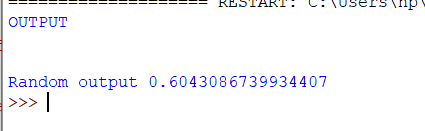 ==================== RESTART: C:\Users\hp\
OUTPUT
Random output 0.6043086739934407
>>>